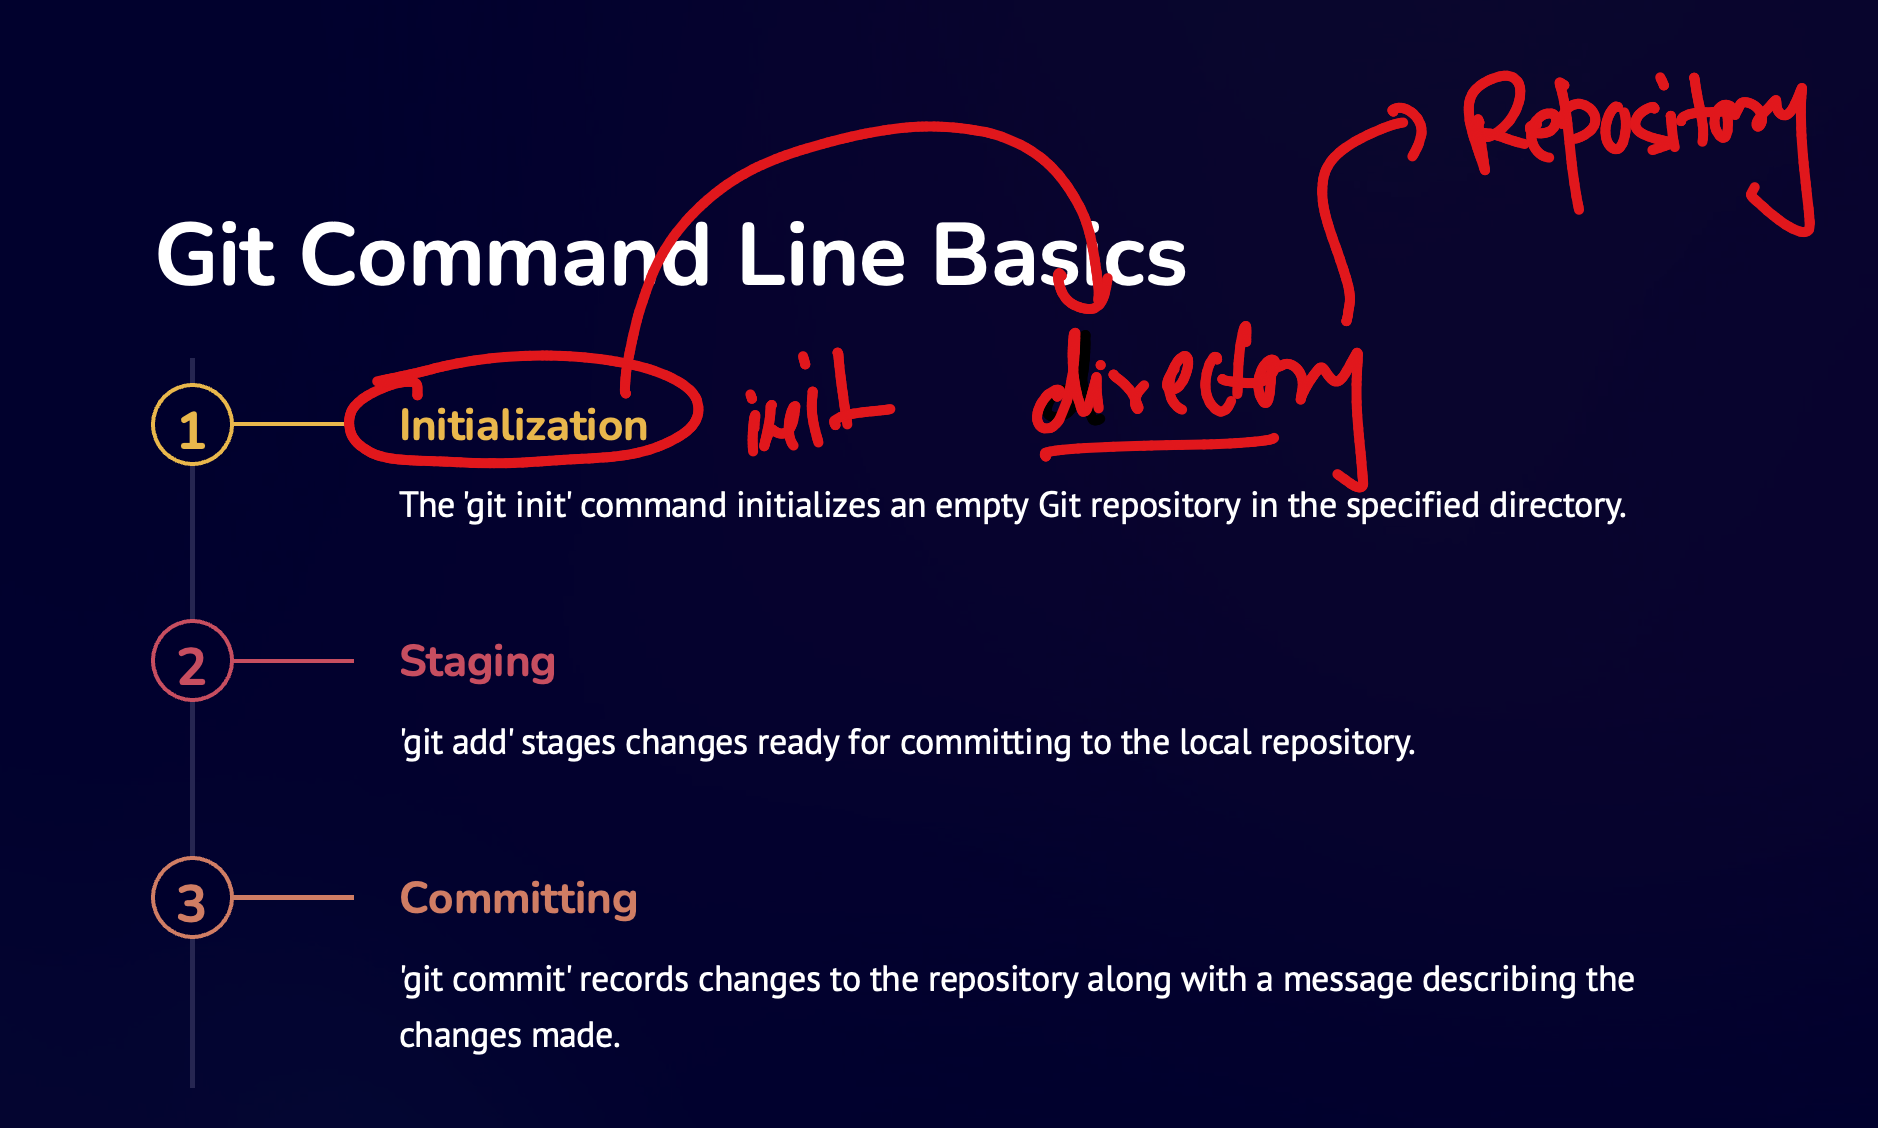 Repository
Git Command Line Basics
init directory
1 Initialization
The 'git init' command initializes an empty Git repository in the specified directory.
2 Staging
'git add' stages changes ready for committing to the local repository.
3 Committing
'git commit' records changes to the repository along with a message describing the
changes made.